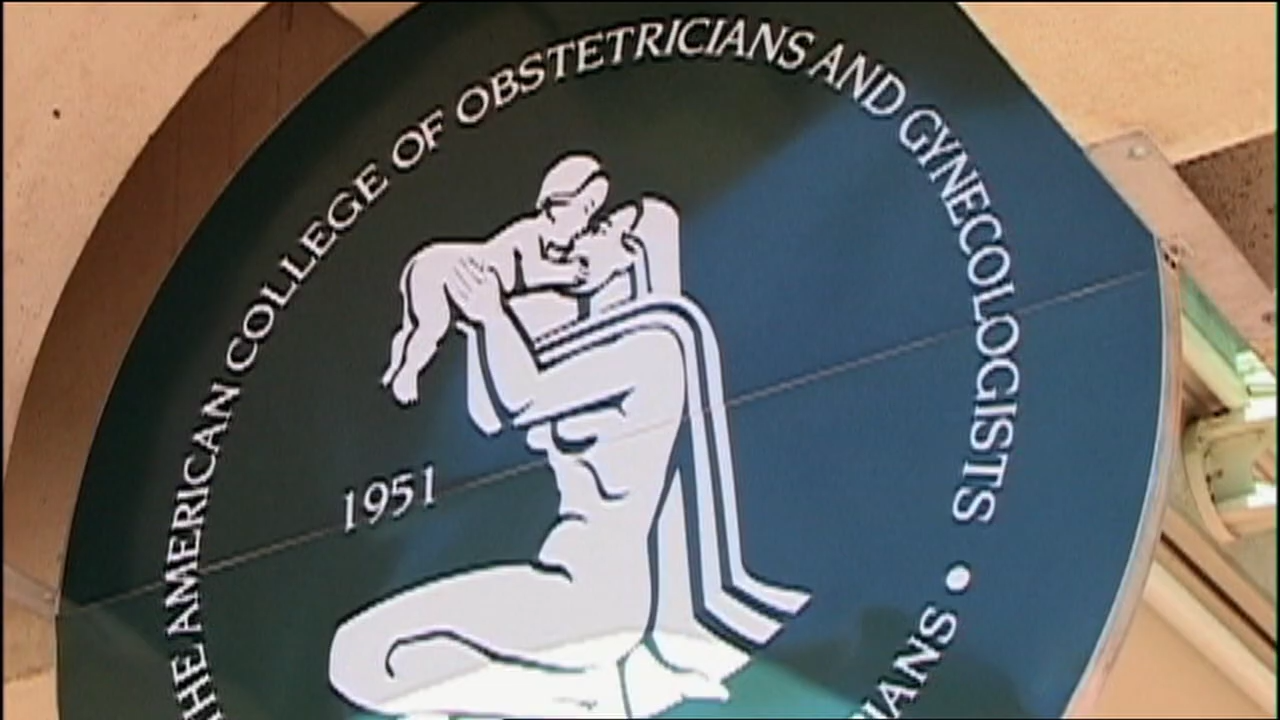 THE AMERICAN COLLEGE OF OBSTETRICIANS AND GYNECOLOGISTS •
1951